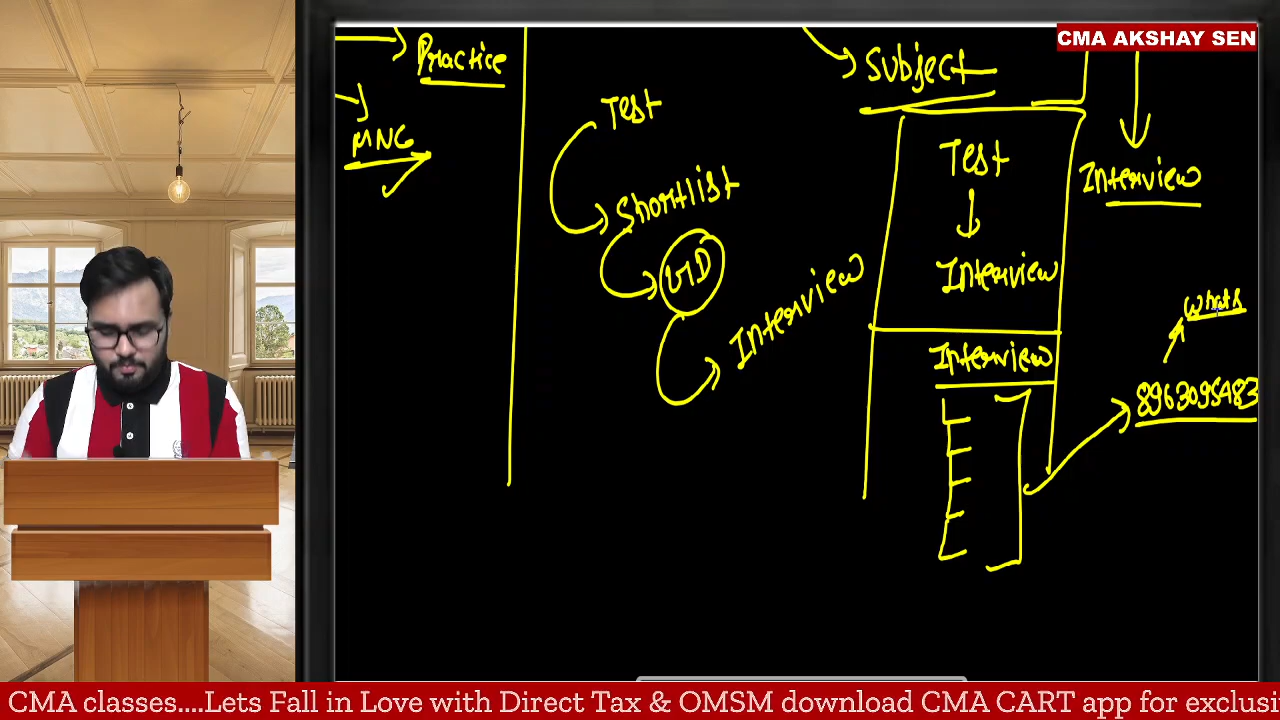 CMA AKSHAY SEN
Practice
MNC
Test
Shortlist
GD
Interview
Subject
Test
Interview
Interview
Interview
Whats
8963095483
CMA classes....Lets Fall in Love with Direct Tax & OMSM download CMA CART app for exclusi